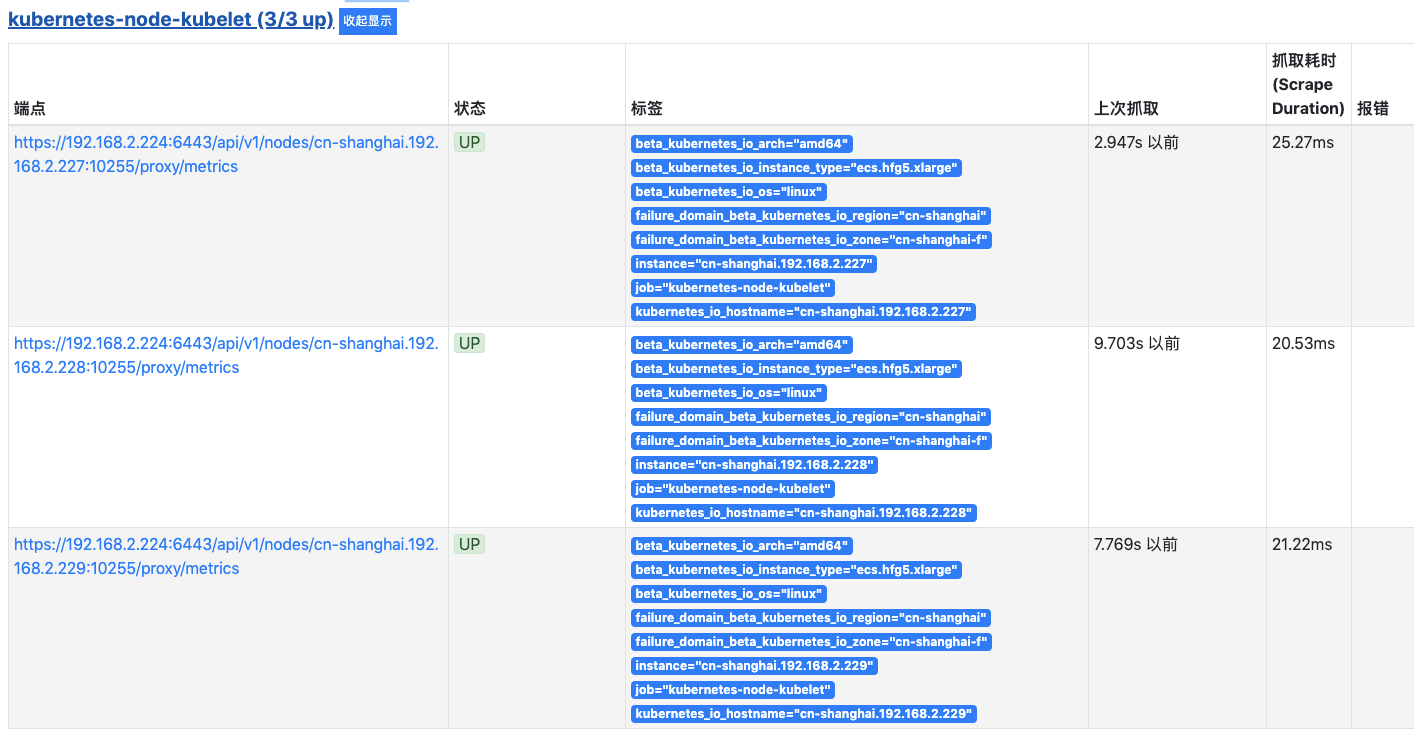 kubernetes-node-kubelet (3/3 up) 收起显示
端点 状态 标签 上次抓取 抓取耗时 (Scrape Duration) 报错
https://192.168.2.224:6443/api/v1/nodes/cn-shanghai.192.
168.2.227:10255/proxy/metrics
UP
beta_kubernetes_io_arch="amd64"
beta_kubernetes_io_instance_type="ecs.hfg5.xlarge"
beta_kubernetes_io_os="linux"
failure_domain_beta_kubernetes_io_region="cn-shanghai"
failure_domain_beta_kubernetes_io_zone="cn-shanghai-f"
instance="cn-shanghai.192.168.2.227"
job="kubernetes-node-kubelet"
kubernetes_io_hostname="cn-shanghai.192.168.2.227"
2.947s 以前
25.27ms
https://192.168.2.224:6443/api/v1/nodes/cn-shanghai.192.
168.2.228:10255/proxy/metrics
UP
beta_kubernetes_io_arch="amd64"
beta_kubernetes_io_instance_type="ecs.hfg5.xlarge"
beta_kubernetes_io_os="linux"
failure_domain_beta_kubernetes_io_region="cn-shanghai"
failure_domain_beta_kubernetes_io_zone="cn-shanghai-f"
instance="cn-shanghai.192.168.2.228"
job="kubernetes-node-kubelet"
kubernetes_io_hostname="cn-shanghai.192.168.2.228"
9.703s 以前
20.53ms
https://192.168.2.224:6443/api/v1/nodes/cn-shanghai.192.
168.2.229:10255/proxy/metrics
UP
beta_kubernetes_io_arch="amd64"
beta_kubernetes_io_instance_type="ecs.hfg5.xlarge"
beta_kubernetes_io_os="linux"
failure_domain_beta_kubernetes_io_region="cn-shanghai"
failure_domain_beta_kubernetes_io_zone="cn-shanghai-f"
instance="cn-shanghai.192.168.2.229"
job="kubernetes-node-kubelet"
kubernetes_io_hostname="cn-shanghai.192.168.2.229"
7.769s 以前
21.22ms